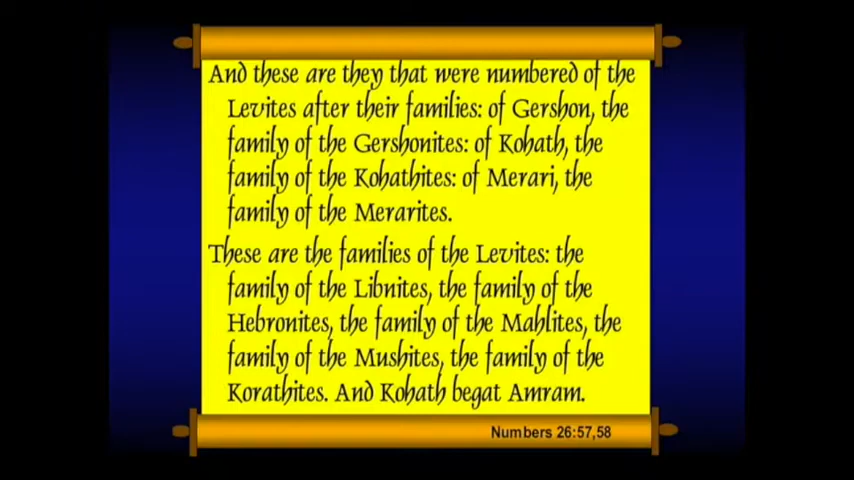 And these are they that were numbered of the
Levites after their families: of Gershon, the
family of the Gershonites: of Kohath, the
family of the Kohathites: of Merari, the
family of the Merarites.
These are the families of the Levites: the
family of the Libnites, the family of the
Hebronites, the family of the Mahlites, the
family of the Mushites, the family of the
Korathites. And Kohath begat Amram.
Numbers 26:57,58